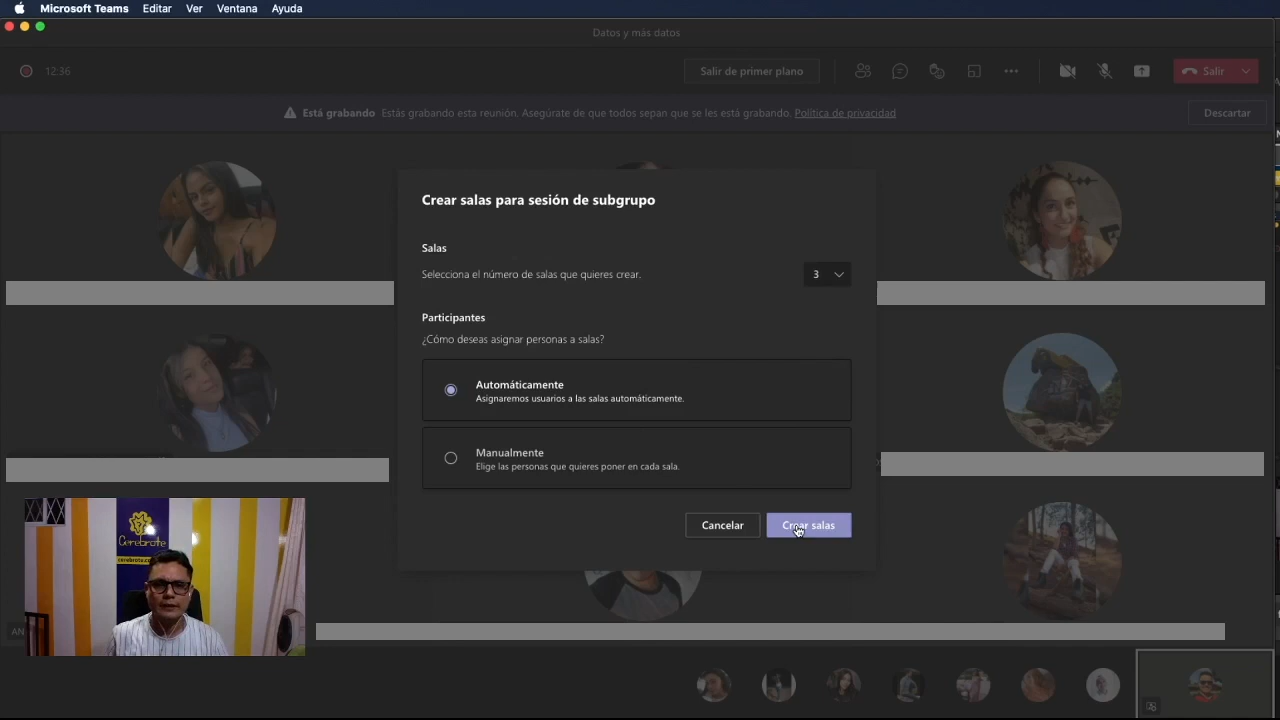 Microsoft Teams Editar Ver Ventana Ayuda
Datos y más datos
12:36
Salir de primer plano
Salir
Está grabando Estás grabando esta reunión. Asegúrate de que todos sepan que se les está grabando. Política de privacidad
Descartar
Crear salas para sesión de subgrupo
Salas
Selecciona el número de salas que quieres crear.
3
Participantes
¿Cómo deseas asignar personas a salas?
Automáticamente
Asignaremos usuarios a las salas automáticamente.
Manualmente
Elige las personas que quieres poner en cada sala.
Cancelar
Crear salas
AN